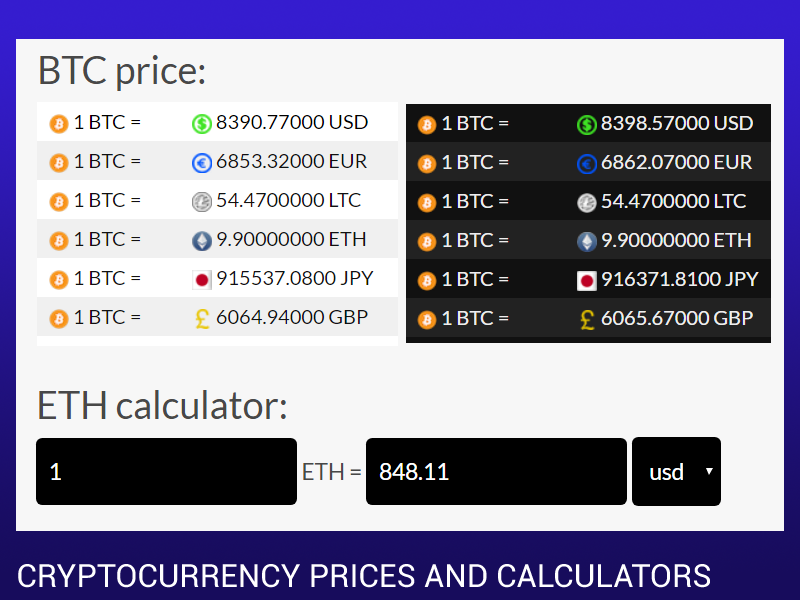 BTC price:
1 BTC = 8390.77000 USD
1 BTC = 6853.32000 EUR
1 BTC = 54.4700000 LTC
1 BTC = 9.90000000 ETH
1 BTC = 915537.0800 JPY
1 BTC = 6064.94000 GBP
1 BTC = 8398.57000 USD
1 BTC = 6862.07000 EUR
1 BTC = 54.4700000 LTC
1 BTC = 9.90000000 ETH
1 BTC = 916371.8100 JPY
1 BTC = 6065.67000 GBP
ETH calculator:
1 ETH = 848.11 usd
CRYPTOCURRENCY PRICES AND CALCULATORS